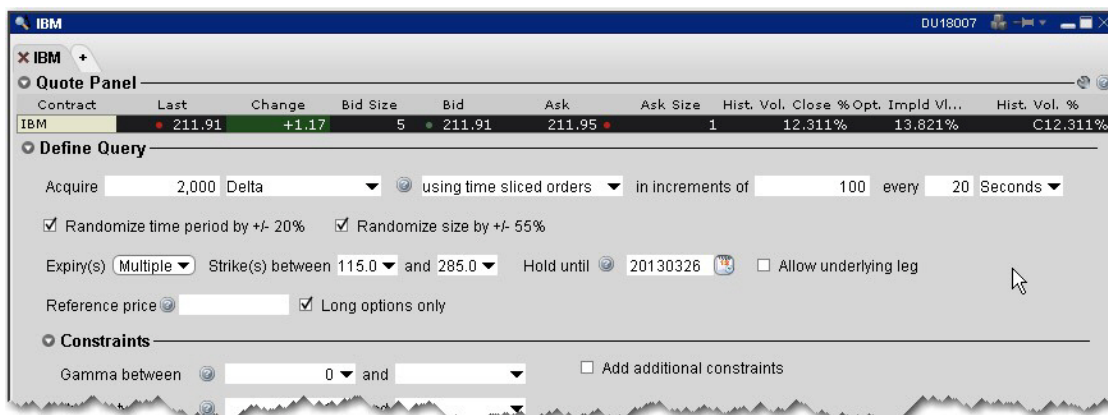 IBM DU18007
IBM +
Quote Panel
Contract Last Change Bid Size Bid Ask Ask Size Hist. Vol. Close % Opt. Impld Vl... Hist. Vol. %
IBM 211.91 +1.17 5 211.91 211.95 1 12.311% 13.821% C12.311%
Define Query
Acquire 2,000 Delta using time sliced orders in increments of 100 every 20 Seconds
Randomize time period by +/- 20% Randomize size by +/- 55%
Expiry(s) Multiple Strike(s) between 115.0 and 285.0 Hold until 20130326 Allow underlying leg
Reference price Long options only
Constraints
Gamma between 0 and Add additional constraints